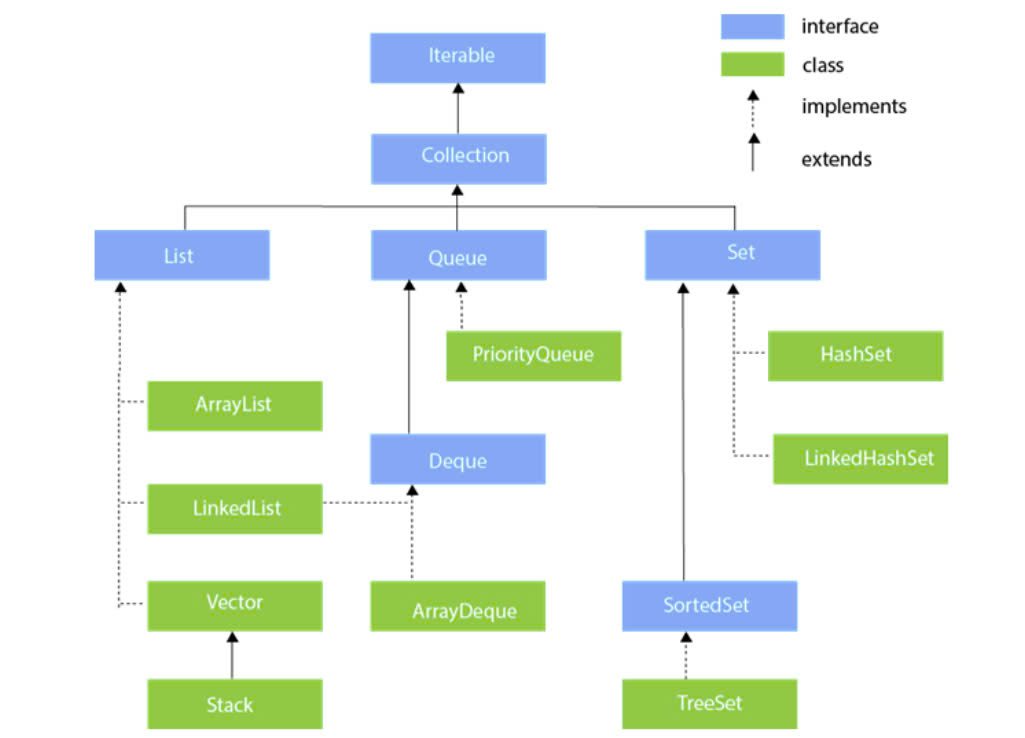 interface
Iterable
class
implements
Collection
extends
List
Queue
Set
PriorityQueue
HashSet
ArrayList
Deque
LinkedHashSet
LinkedList
Vector
ArrayDeque
SortedSet
Stack
TreeSet